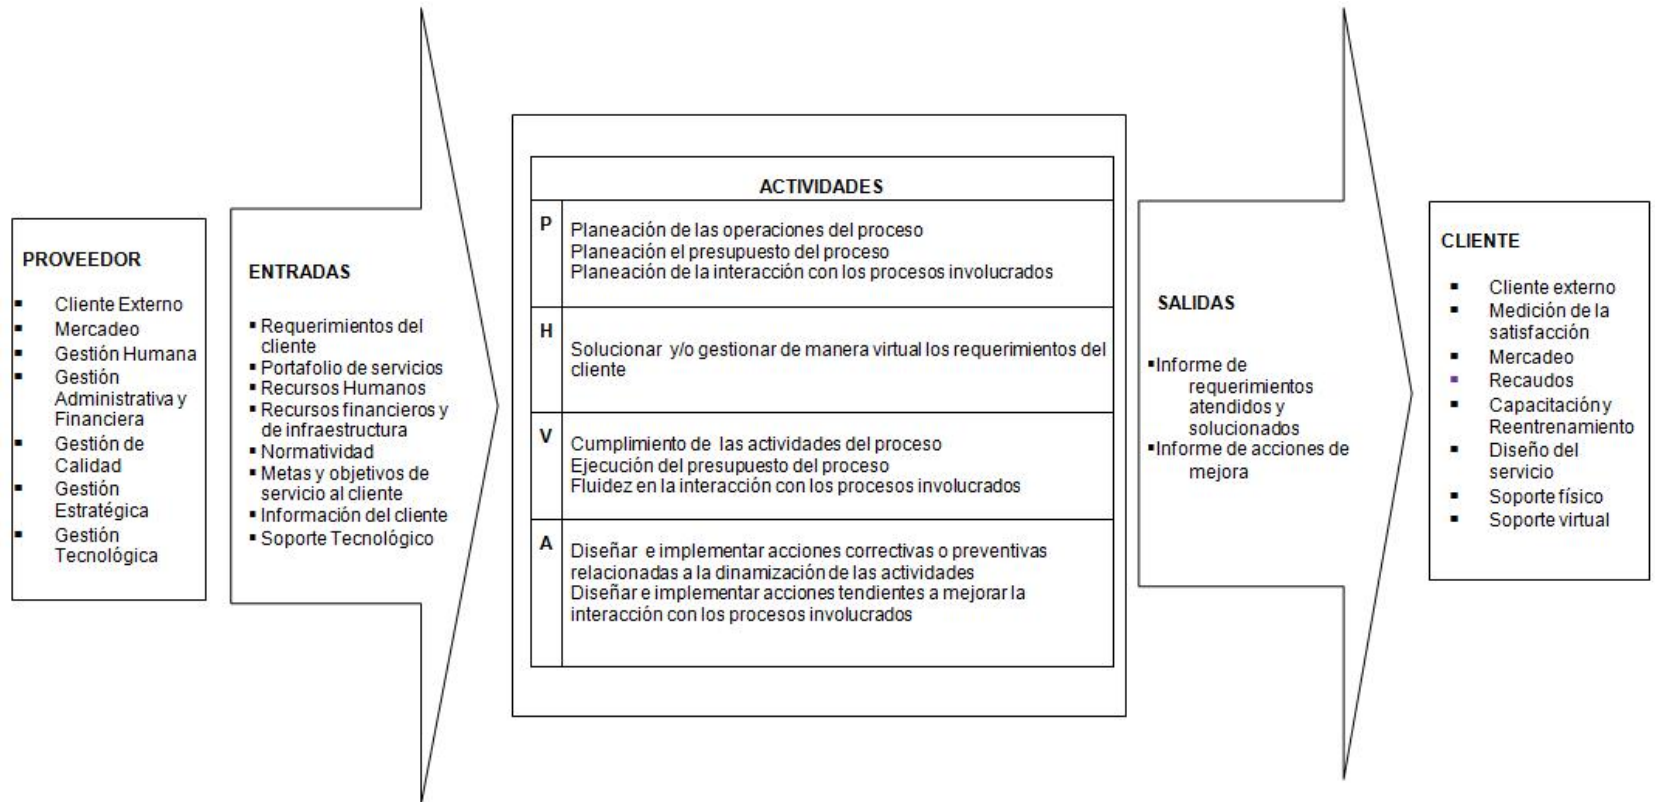 PROVEEDOR
▪ Cliente Externo
▪ Mercadeo
▪ Gestión Humana
▪ Gestión
Administrativa y
Financiera
▪ Gestión de
Calidad
▪ Gestión
Estratégica
▪ Gestión
Tecnológica
ENTRADAS
▪ Requerimientos del
cliente
▪ Portafolio de servicios
▪ Recursos Humanos
▪ Recursos financieros y
de infraestructura
▪ Normatividad
▪ Metas y objetivos de
servicio al cliente
▪ Información del cliente
▪ Soporte Tecnológico
ACTIVIDADES
P
Planeación de las operaciones del proceso
Planeación el presupuesto del proceso
Planeación de la interacción con los procesos involucrados
H
Solucionar y/o gestionar de manera virtual los requerimientos del
cliente
V
Cumplimiento de las actividades del proceso
Ejecución del presupuesto del proceso
Fluidez en la interacción con los procesos involucrados
A
Diseñar e implementar acciones correctivas o preventivas
relacionadas a la dinamización de las actividades
Diseñar e implementar acciones tendientes a mejorar la
interacción con los procesos involucrados
SALIDAS
▪Informe de
requerimientos
atendidos y
solucionados
▪Informe de acciones de
mejora
CLIENTE
▪ Cliente externo
▪ Medición de la
satisfacción
▪ Mercadeo
▪ Recaudos
▪ Capacitación y
Reentrenamiento
▪ Diseño del
servicio
▪ Soporte físico
▪ Soporte virtual